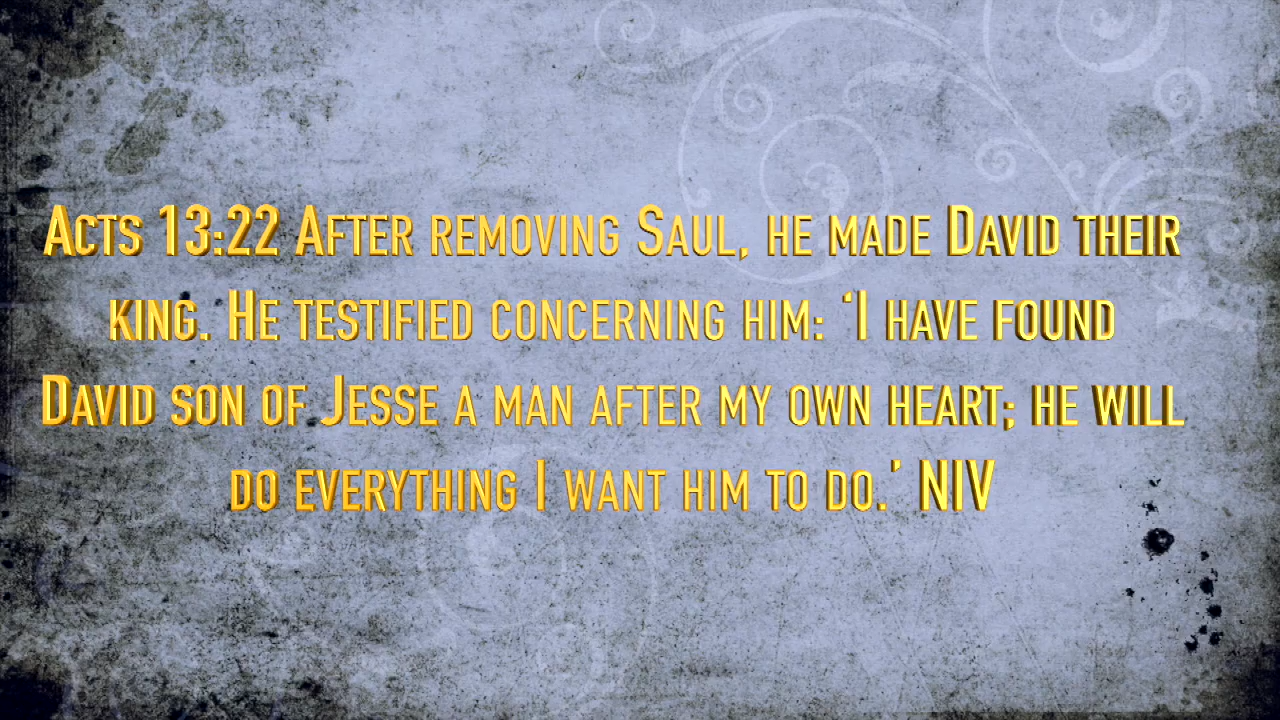 Acts 13:22 After removing Saul, he made David their
king. He testified concerning him: ‘I have found
David son of Jesse a man after my own heart; he will
do everything I want him to do.’ NIV